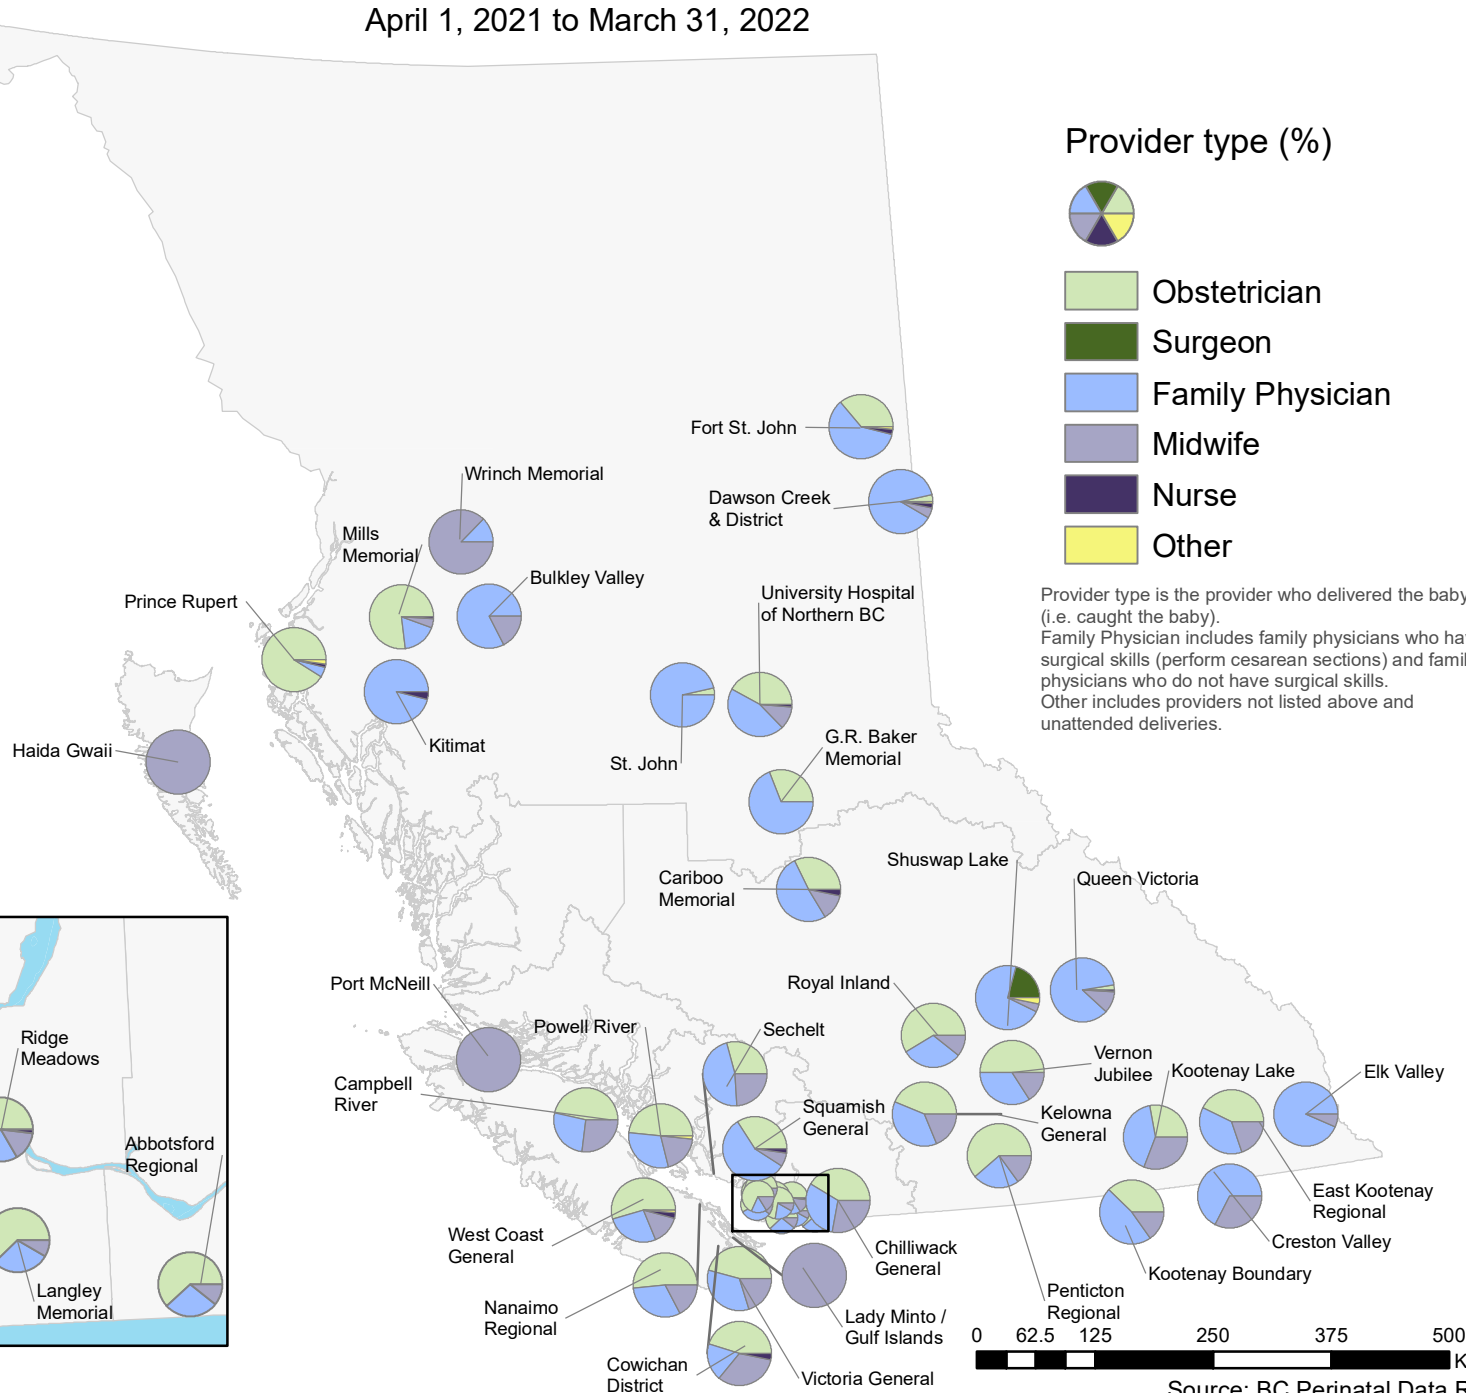 April 1, 2021 to March 31, 2022
Provider type (%)
Obstetrician
Surgeon
Family Physician
Midwife
Nurse
Other
Provider type is the provider who delivered the baby
(i.e. caught the baby).
Family Physician includes family physicians who
surgical skills (perform cesarean sections) and
physicians who do not have surgical skills.
Other includes providers not listed above and
unattended deliveries.
Fort St. John
Dawson Creek
& District
Wrinch Memorial
Mills
Memorial
Bulkley Valley
Prince Rupert
University Hospital
of Northern BC
Kitimat
Haida Gwaii
St. John
G.R. Baker
Memorial
Shuswap Lake
Queen Victoria
Cariboo
Memorial
Royal Inland
Port McNeill
Powell River
Sechelt
Ridge
Meadows
Vernon
Jubilee
Kootenay Lake
Elk Valley
Campbell
River
Squamish
General
Kelowna
General
Abbotsford
Regional
East Kootenay
Regional
West Coast
General
Creston Valley
Chilliwack
General
Kootenay Boundary
Langley
Memorial
Penticton
Regional
Nanaimo
Regional
Lady Minto /
Gulf Islands
Cowichan
District
Victoria General
0 62.5 125 250 375 500
K
Source: BC Perinatal Data